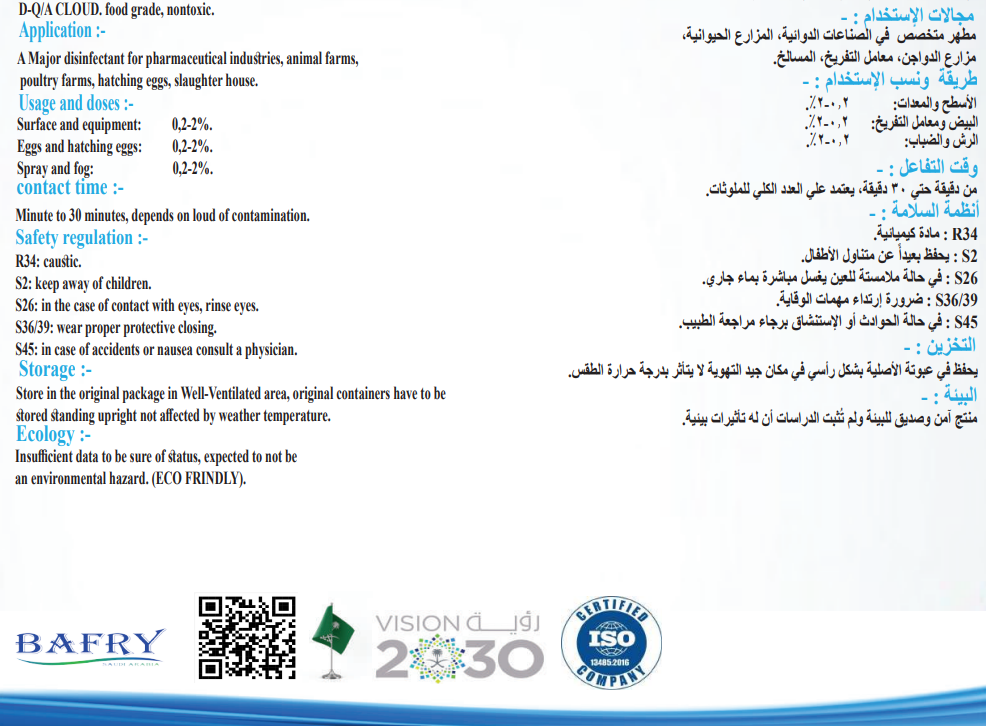 D-Q/A CLOUD. food grade, nontoxic.
Application :-
A Major disinfectant for pharmaceutical industries, animal farms,
poultry farms, hatching eggs, slaughter house.
Usage and doses :-
Surface and equipment: 0,2-2%.
Eggs and hatching eggs: 0,2-2%.
Spray and fog: 0,2-2%.
contact time :-
Minute to 30 minutes, depends on loud of contamination.
Safety regulation :-
R34: caustic.
S2: keep away of children.
S26: in the case of contact with eyes, rinse eyes.
S36/39: wear proper protective closing.
S45: in case of accidents or nausea consult a physician.
Storage :-
Store in the original package in Well-Ventilated area, original containers have to be
stored standing upright not affected by weather temperature.
Ecology :-
Insufficient data to be sure of status, expected to not be
an environmental hazard. (ECO FRINDLY).
مجالات الإستخدام : -
مطهر متخصص في الصناعات الدوائية، المزارع الحيوانية،
مزارع الدواجن، معامل التفريخ، المسالخ.
طريقة ونسب الإستخدام : -
الأسطح والمعدات: ٠,٢-٢٪.
البيض ومعامل التفريخ: ٠,٢-٢٪.
الرش والضباب: ٠,٢-٢٪.
وقت التفاعل : -
من دقيقة حتي ٣٠ دقيقة، يعتمد علي العدد الكلي للملوثات.
أنظمة السلامة : -
R34 : مادة كيميائية.
S2 : يحفظ بعيداً عن متناول الأطفال.
S26 : في حالة ملامستة للعين يغسل مباشرة بماء جاري.
S36/39 : ضرورة إرتداء مهمات الوقاية.
S45 : في حالة الحوادث أو الإستنشاق برجاء مراجعة الطبيب.
التخزين : -
يحفظ في عبوتة الأصلية بشكل رأسي في مكان جيد التهوية لا يتأثر بدرجة حرارة الطقس.
البيئة : -
منتج آمن وصديق للبيئة ولم تُثبت الدراسات أن له تأثيرات بيئية.
BAFRY
SAUDI ARABIA
VISION رؤية
2030
CERTIFIED
ISO
13485:2016
COMPANY